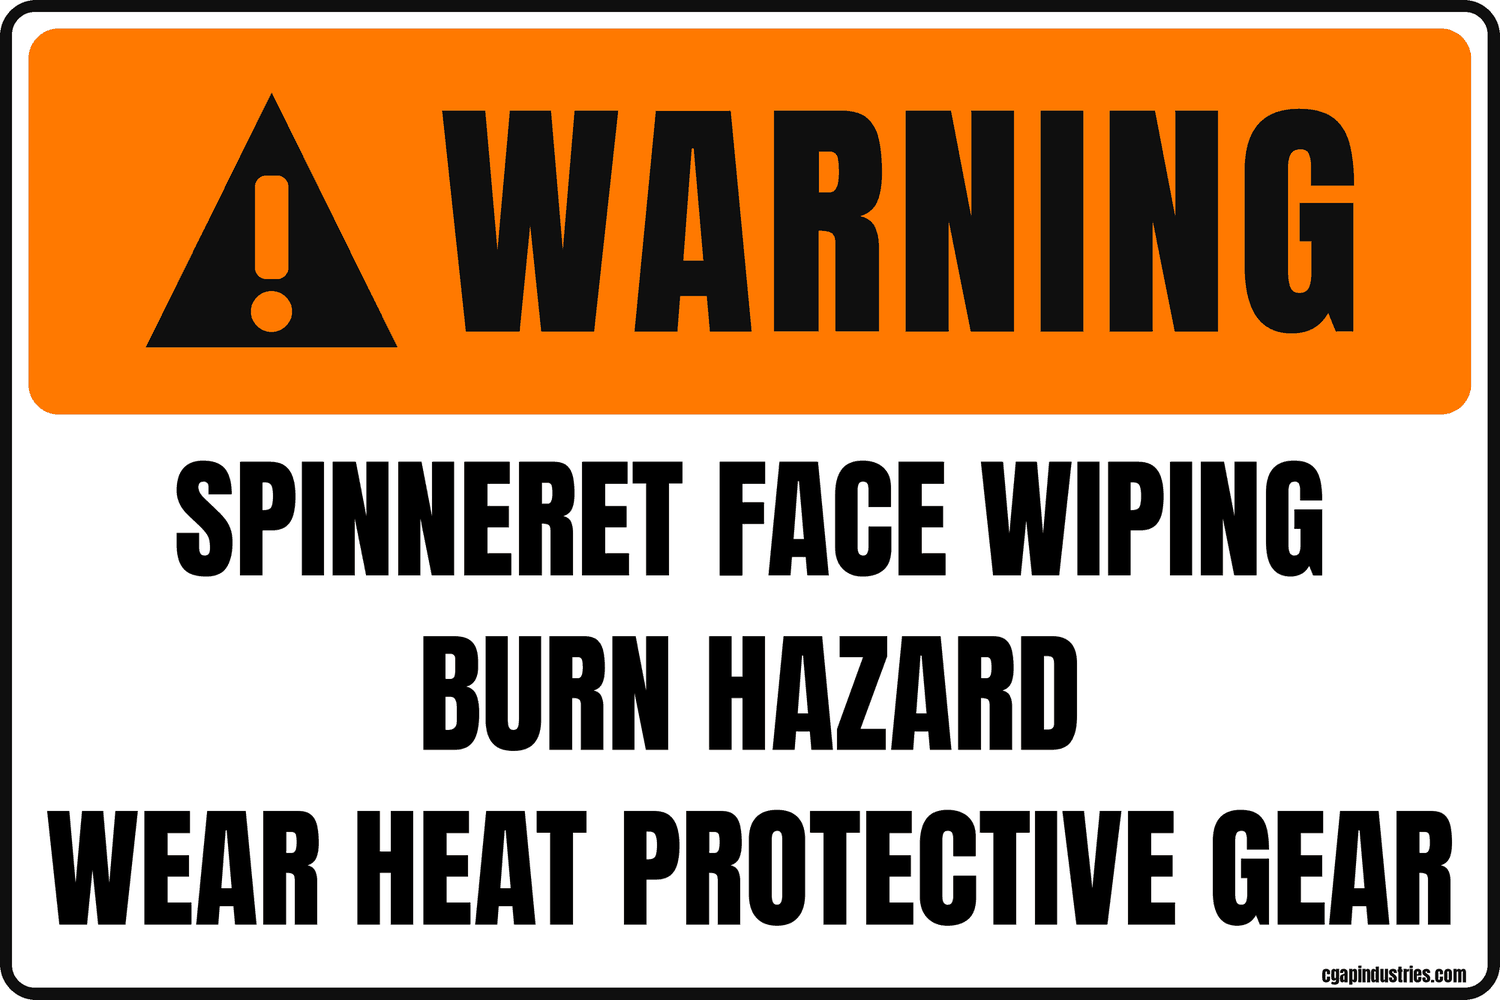 WARNING
SPINNERET FACE WIPING
BURN HAZARD
WEAR HEAT PROTECTIVE GEAR
cgapindustries.com